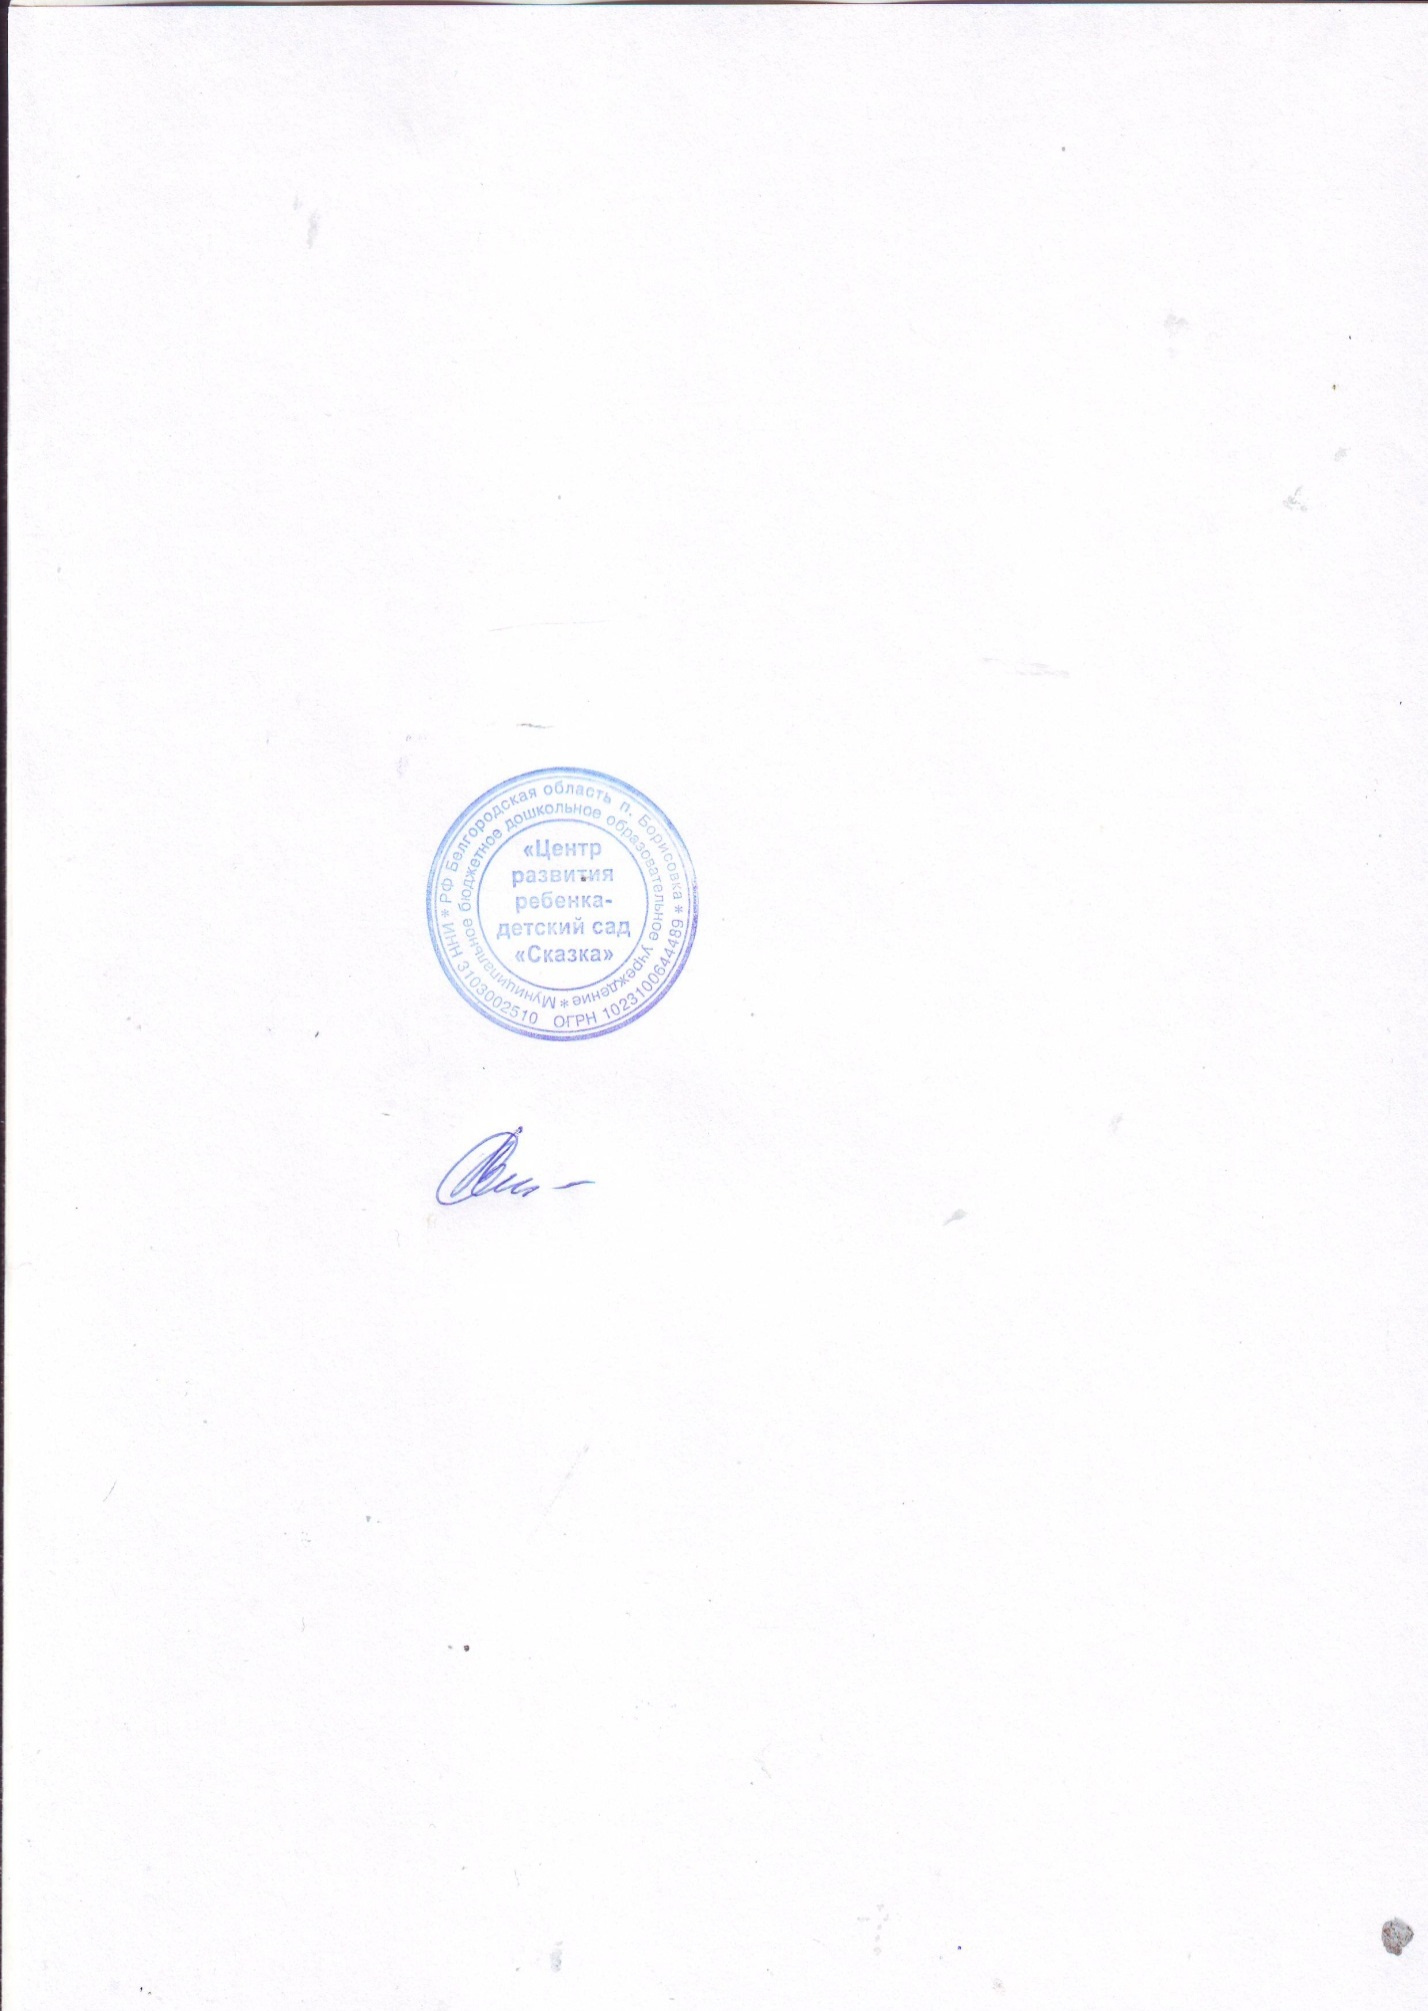 * РФ Белгородская область п. Борисовка *
ИНН 3103002510 ОГРН 1023100644489
Муниципальное бюджетное дошкольное образовательное учреждение *
«Центр
развития
ребенка-
детский сад
«Сказка»